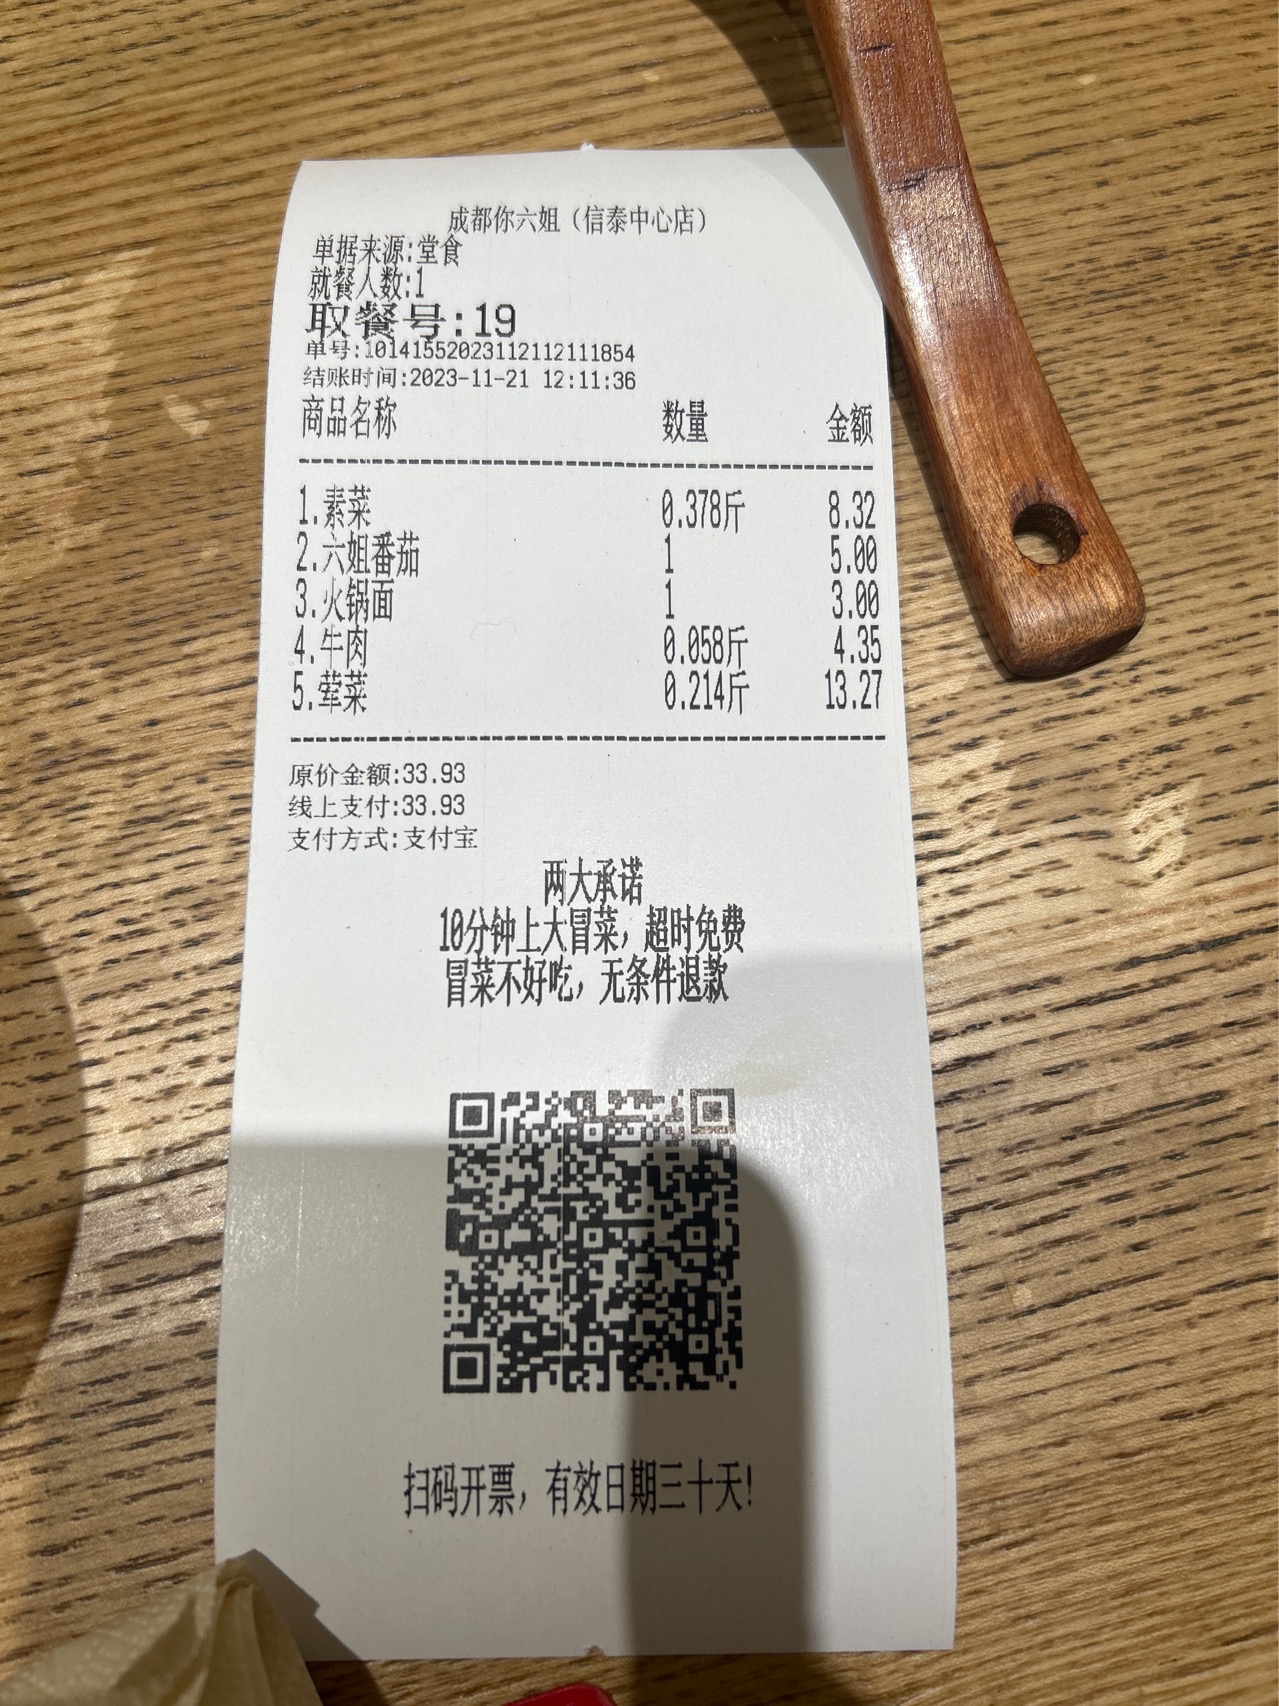 成都你六姐（信泰中心店）
单据来源:堂食
就餐人数:1
取餐号:19
单号:10141552023112112111854
结账时间:2023-11-21 12:11:36
商品名称 数量 金额
1.素菜 0.378斤 8.32
2.六姐番茄 1 5.00
3.火锅面 1 3.00
4.牛肉 0.058斤 4.35
5.荤菜 0.214斤 13.27
原价金额:33.93
线上支付:33.93
支付方式:支付宝
两大承诺
10分钟上大冒菜，超时免费
冒菜不好吃，无条件退款
扫码开票，有效日期三十天!